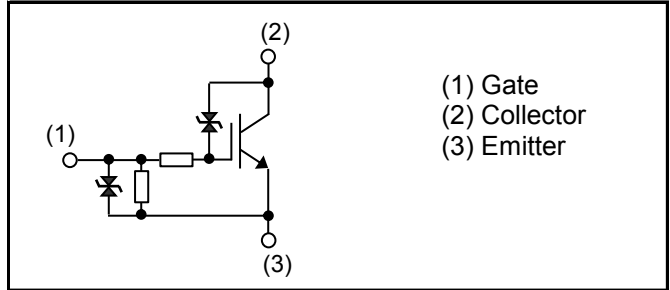 (2)
(1)
(3)
(1) Gate
(2) Collector
(3) Emitter